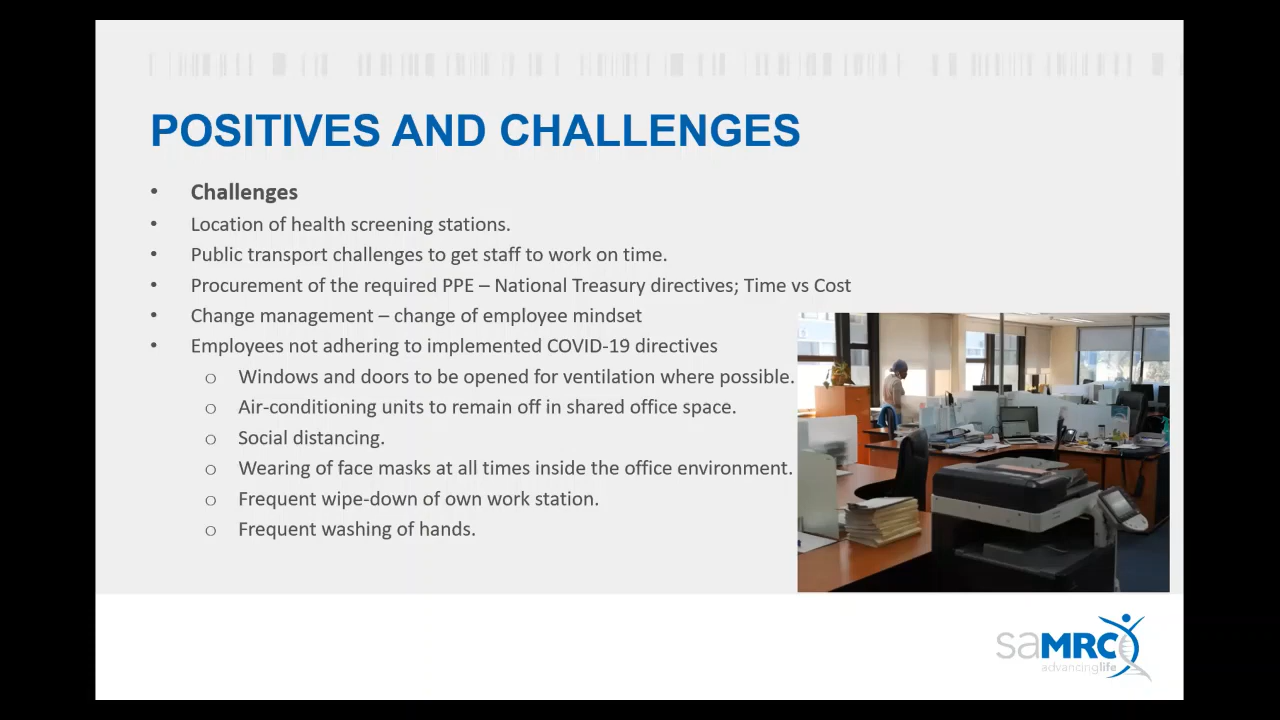 POSITIVES AND CHALLENGES
• Challenges
• Location of health screening stations.
• Public transport challenges to get staff to work on time.
• Procurement of the required PPE – National Treasury directives; Time vs Cost
• Change management – change of employee mindset
• Employees not adhering to implemented COVID-19 directives
o Windows and doors to be opened for ventilation where possible.
o Air-conditioning units to remain off in shared office space.
o Social distancing.
o Wearing of face masks at all times inside the office environment.
o Frequent wipe-down of own work station.
o Frequent washing of hands.
saMRC
advancinglife